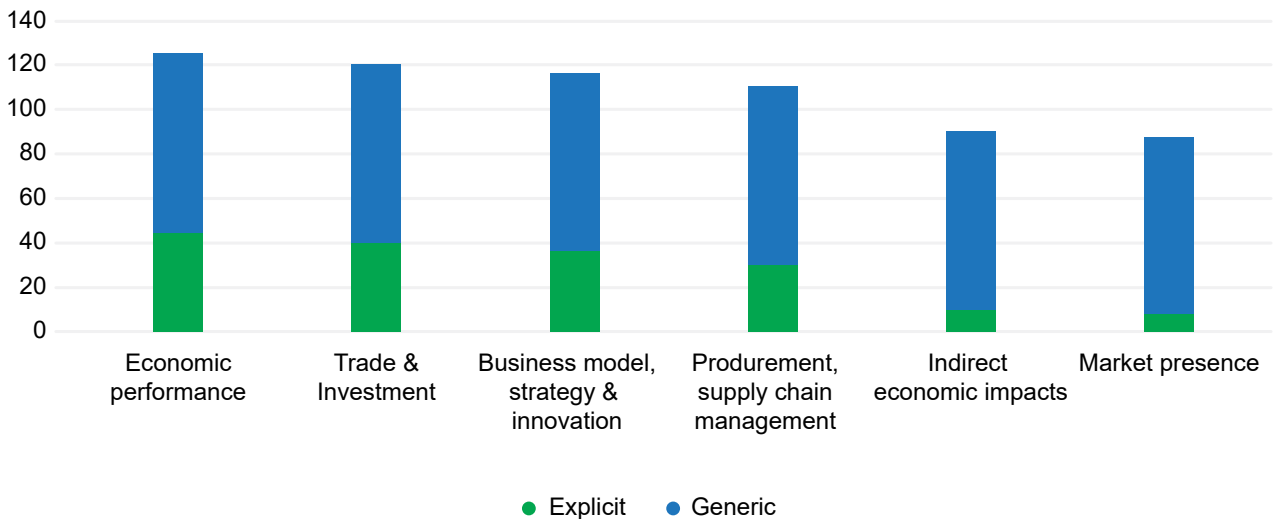 140
120
100
80
60
40
20
0
Economic
performance
Trade &
Investment
Business model,
strategy &
innovation
Produrement,
supply chain
management
Indirect
economic impacts
Market presence
Explicit
Generic